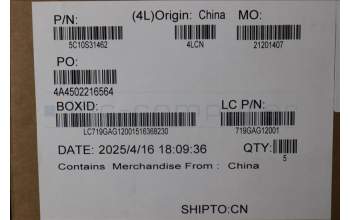 P/N: (4L)Origin: China MO:
5C10S31462 4LCN 21201407
PO:
4A4502216564
BOXID: LC P/N:
LC719GAG12001516368230 719GAG12001
DATE: 2025/4/16 18:09:36 QTY: 5
Contains Merchandise From : China
SHIPTO:CN